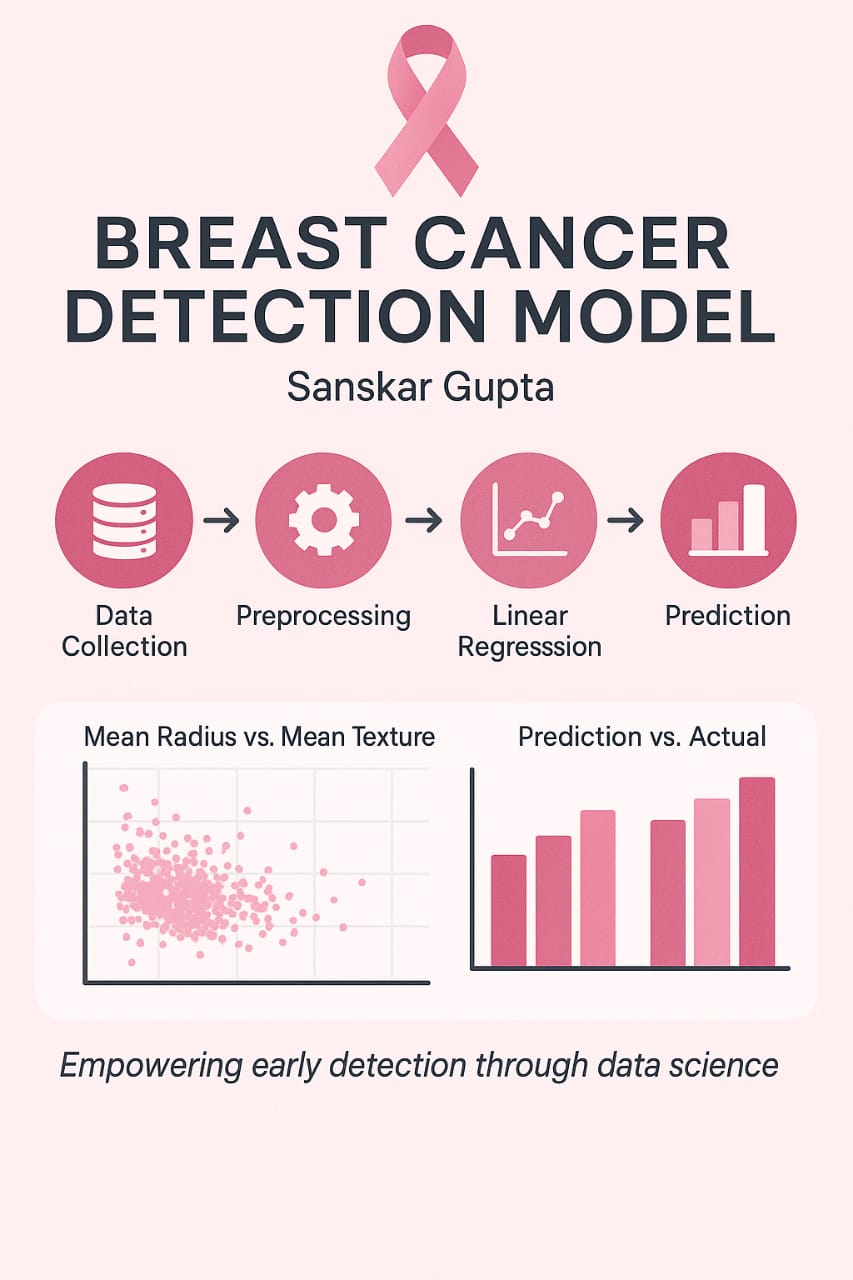 BREAST CANCER
DETECTION MODEL
Sanskar Gupta
Data
Collection
Preprocessing
Linear
Regresssion
Prediction
Mean Radius vs. Mean Texture
Prediction vs. Actual
Empowering early detection through data science